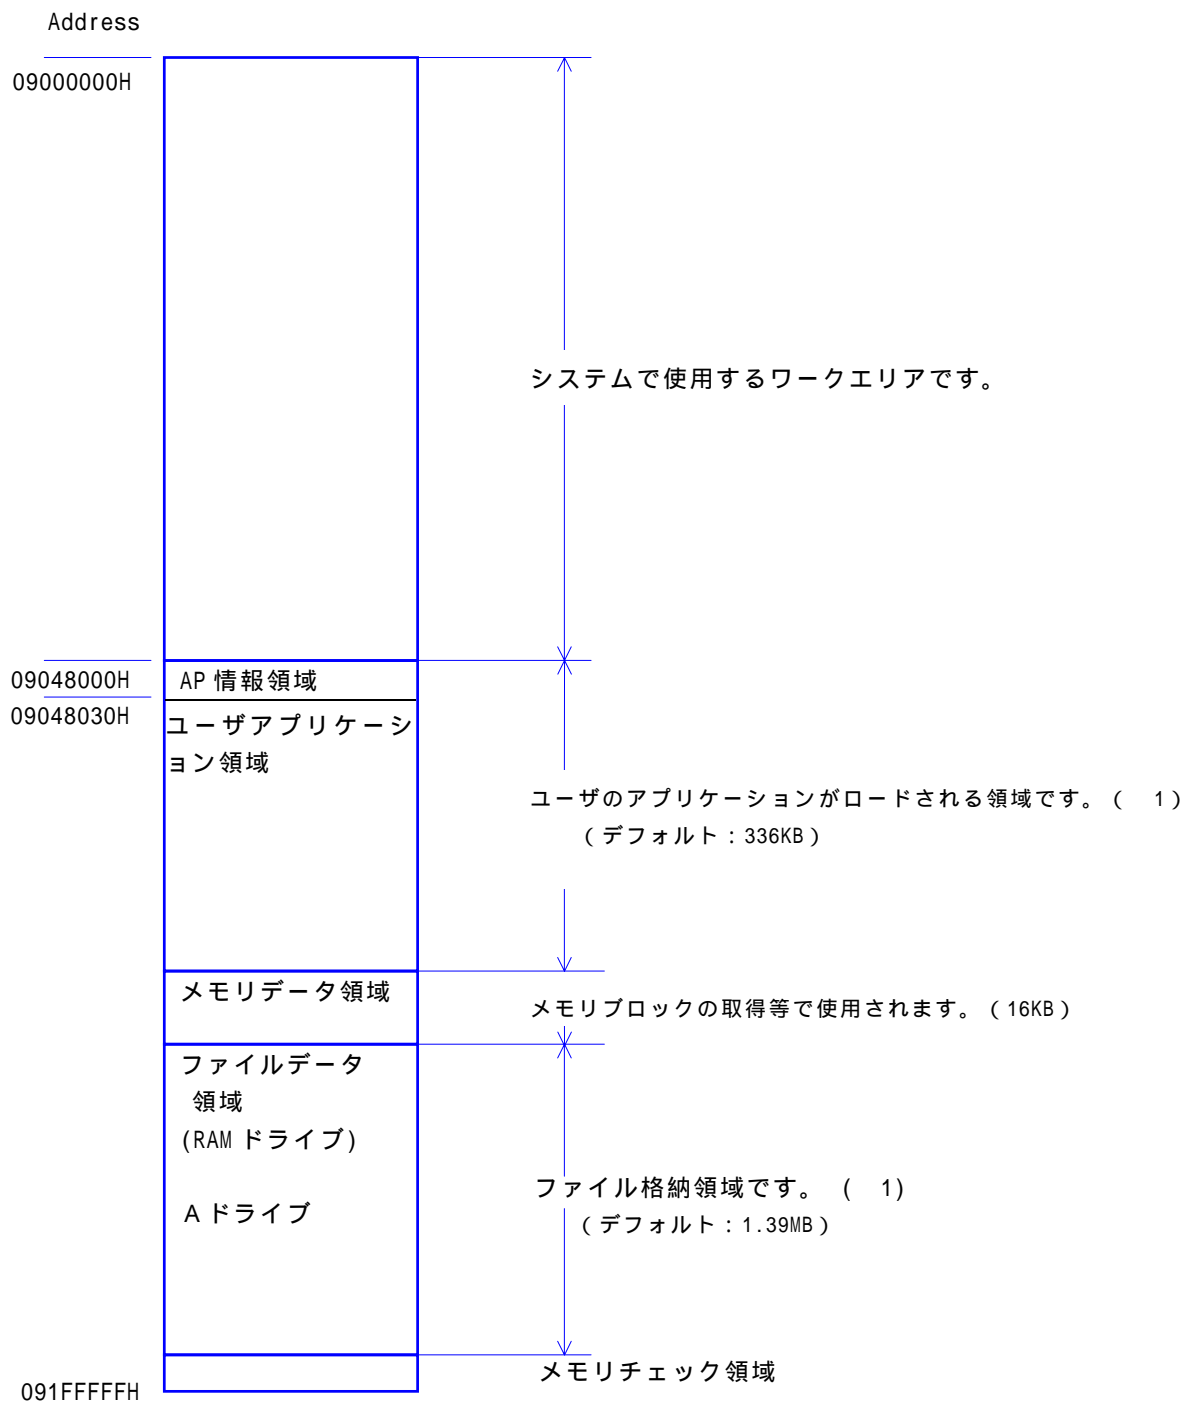 Address
09000000H
システムで使用するワークエリアです。
09048000H
AP 情報領域
09048030H
ユーザアプリケーシ
ョン領域
ユーザのアプリケーションがロードされる領域です。（　1）
（デフォルト：336KB）
メモリデータ領域
メモリブロックの取得等で使用されます。（16KB）
ファイルデータ
領域
(RAM ドライブ)
A ドライブ
ファイル格納領域です。 (　1)
（デフォルト：1.39MB）
メモリチェック領域
091FFFFFH